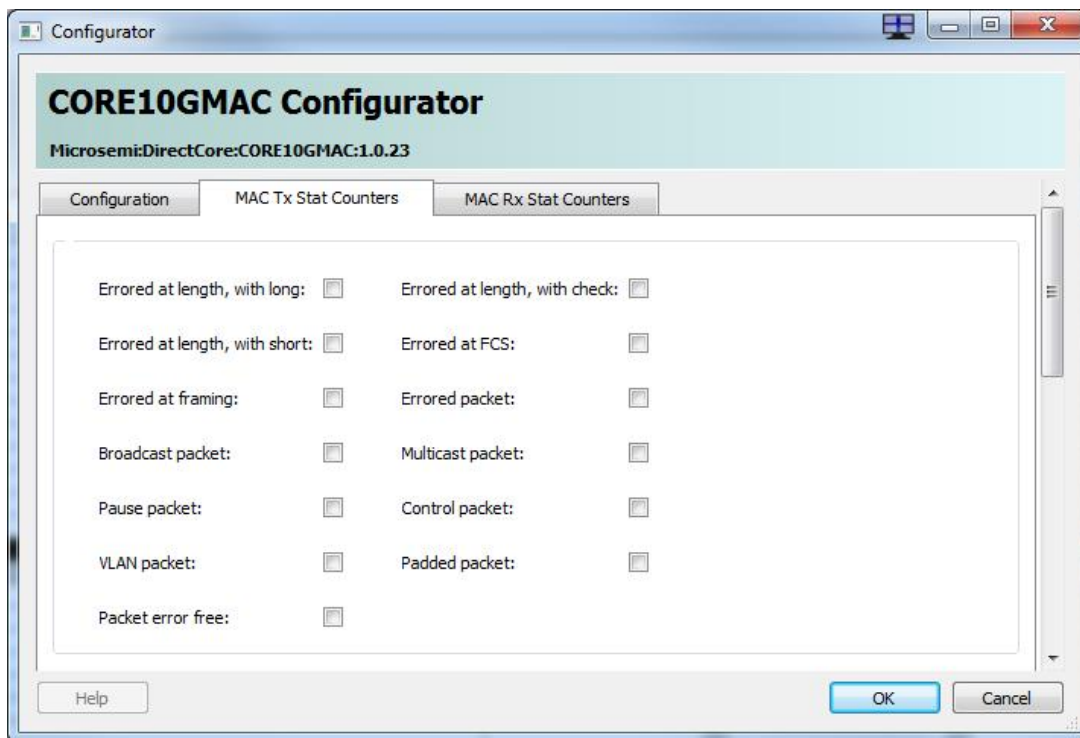 Configurator
CORE10GMAC Configurator
Microsemi:DirectCore:CORE10GMAC:1.0.23
Configuration MAC Tx Stat Counters MAC Rx Stat Counters
Errored at length, with long: Errored at length, with check:
Errored at length, with short: Errored at FCS:
Errored at framing: Errored packet:
Broadcast packet: Multicast packet:
Pause packet: Control packet:
VLAN packet: Padded packet:
Packet error free:
Help OK Cancel